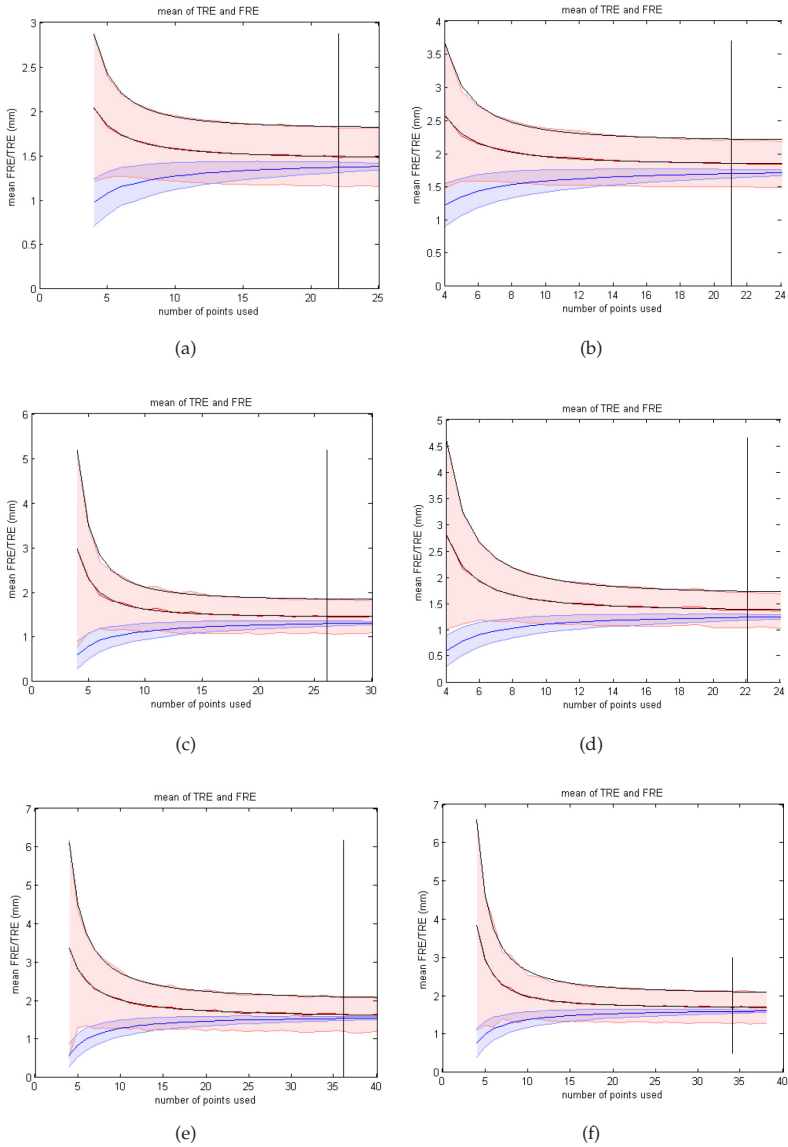 mean of TRE and FRE
mean FRE/TRE (mm)
3
2.5
2
1.5
1
0.5
0
0 5 10 15 20 25
number of points used
(a)
mean of TRE and FRE
mean FRE/TRE (mm)
4
3.5
3
2.5
2
1.5
1
0.5
0
4 6 8 10 12 14 16 18 20 22 24
number of points used
(b)
mean of TRE and FRE
mean FRE/TRE (mm)
6
5
4
3
2
1
0
0 5 10 15 20 25 30
number of points used
(c)
mean of TRE and FRE
mean FRE/TRE (mm)
5
4.5
4
3.5
3
2.5
2
1.5
1
0.5
0
4 6 8 10 12 14 16 18 20 22 24
number of points used
(d)
mean of TRE and FRE
mean FRE/TRE (mm)
7
6
5
4
3
2
1
0
0 5 10 15 20 25 30 35 40
number of points used
(e)
mean of TRE and FRE
mean FRE/TRE (mm)
7
6
5
4
3
2
1
0
0 5 10 15 20 25 30 35 40
number of points used
(f)